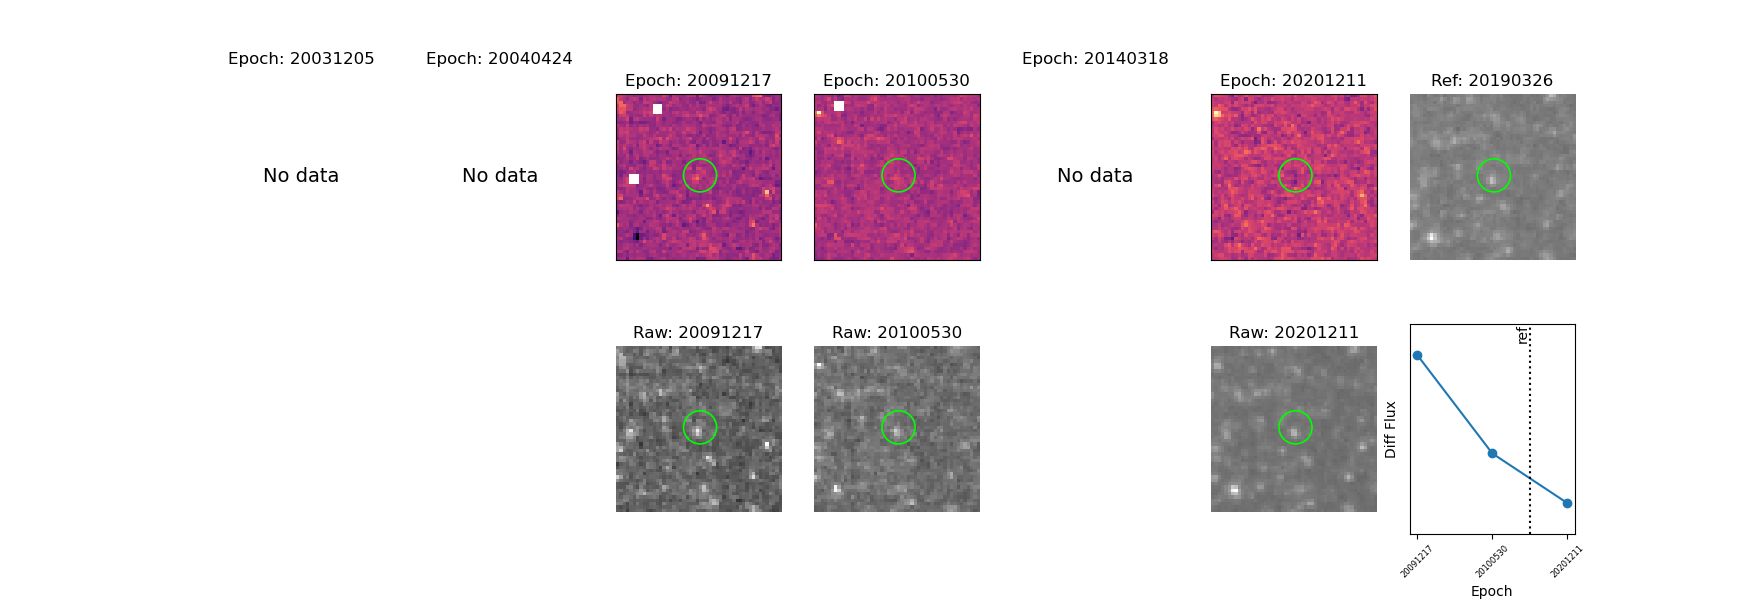 Epoch: 20031205
Epoch: 20040424
Epoch: 20091217
Epoch: 20100530
Epoch: 20140318
Epoch: 20201211
Ref: 20190326
No data
No data
No data
Raw: 20091217
Raw: 20100530
Raw: 20201211
ref
Diff Flux
20091217
20100530
20201211
Epoch